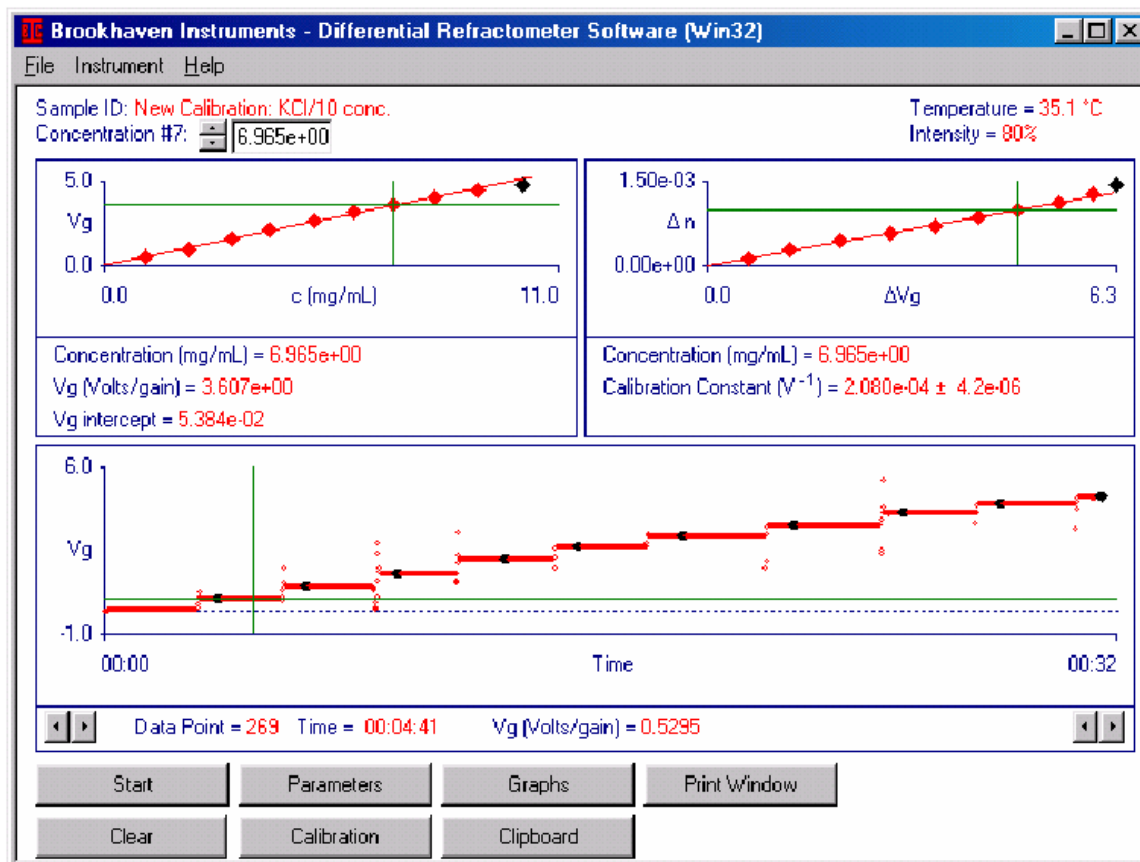 Brookhaven Instruments - Differential Refractometer Software (Win32)
File Instrument Help
Sample ID: New Calibration: KCl/10 conc.
Temperature = 35.1 °C
Concentration #7: 6.965e+00
Intensity = 80%
5.0
Vg
0.0
0.0 c (mg/mL) 11.0
1.50e-03
Δn
0.00e+00
0.0 ΔVg 6.3
Concentration (mg/mL) = 6.965e+00
Vg (Volts/gain) = 3.607e+00
Vg intercept = 5.384e-02
Concentration (mg/mL) = 6.965e+00
Calibration Constant (V⁻¹) = 2.080e-04 ± 4.2e-06
6.0
Vg
-1.0
00:00 Time 00:32
Data Point = 269 Time = 00:04:41 Vg (Volts/gain) = 0.5295
Start Parameters Graphs Print Window
Clear Calibration Clipboard